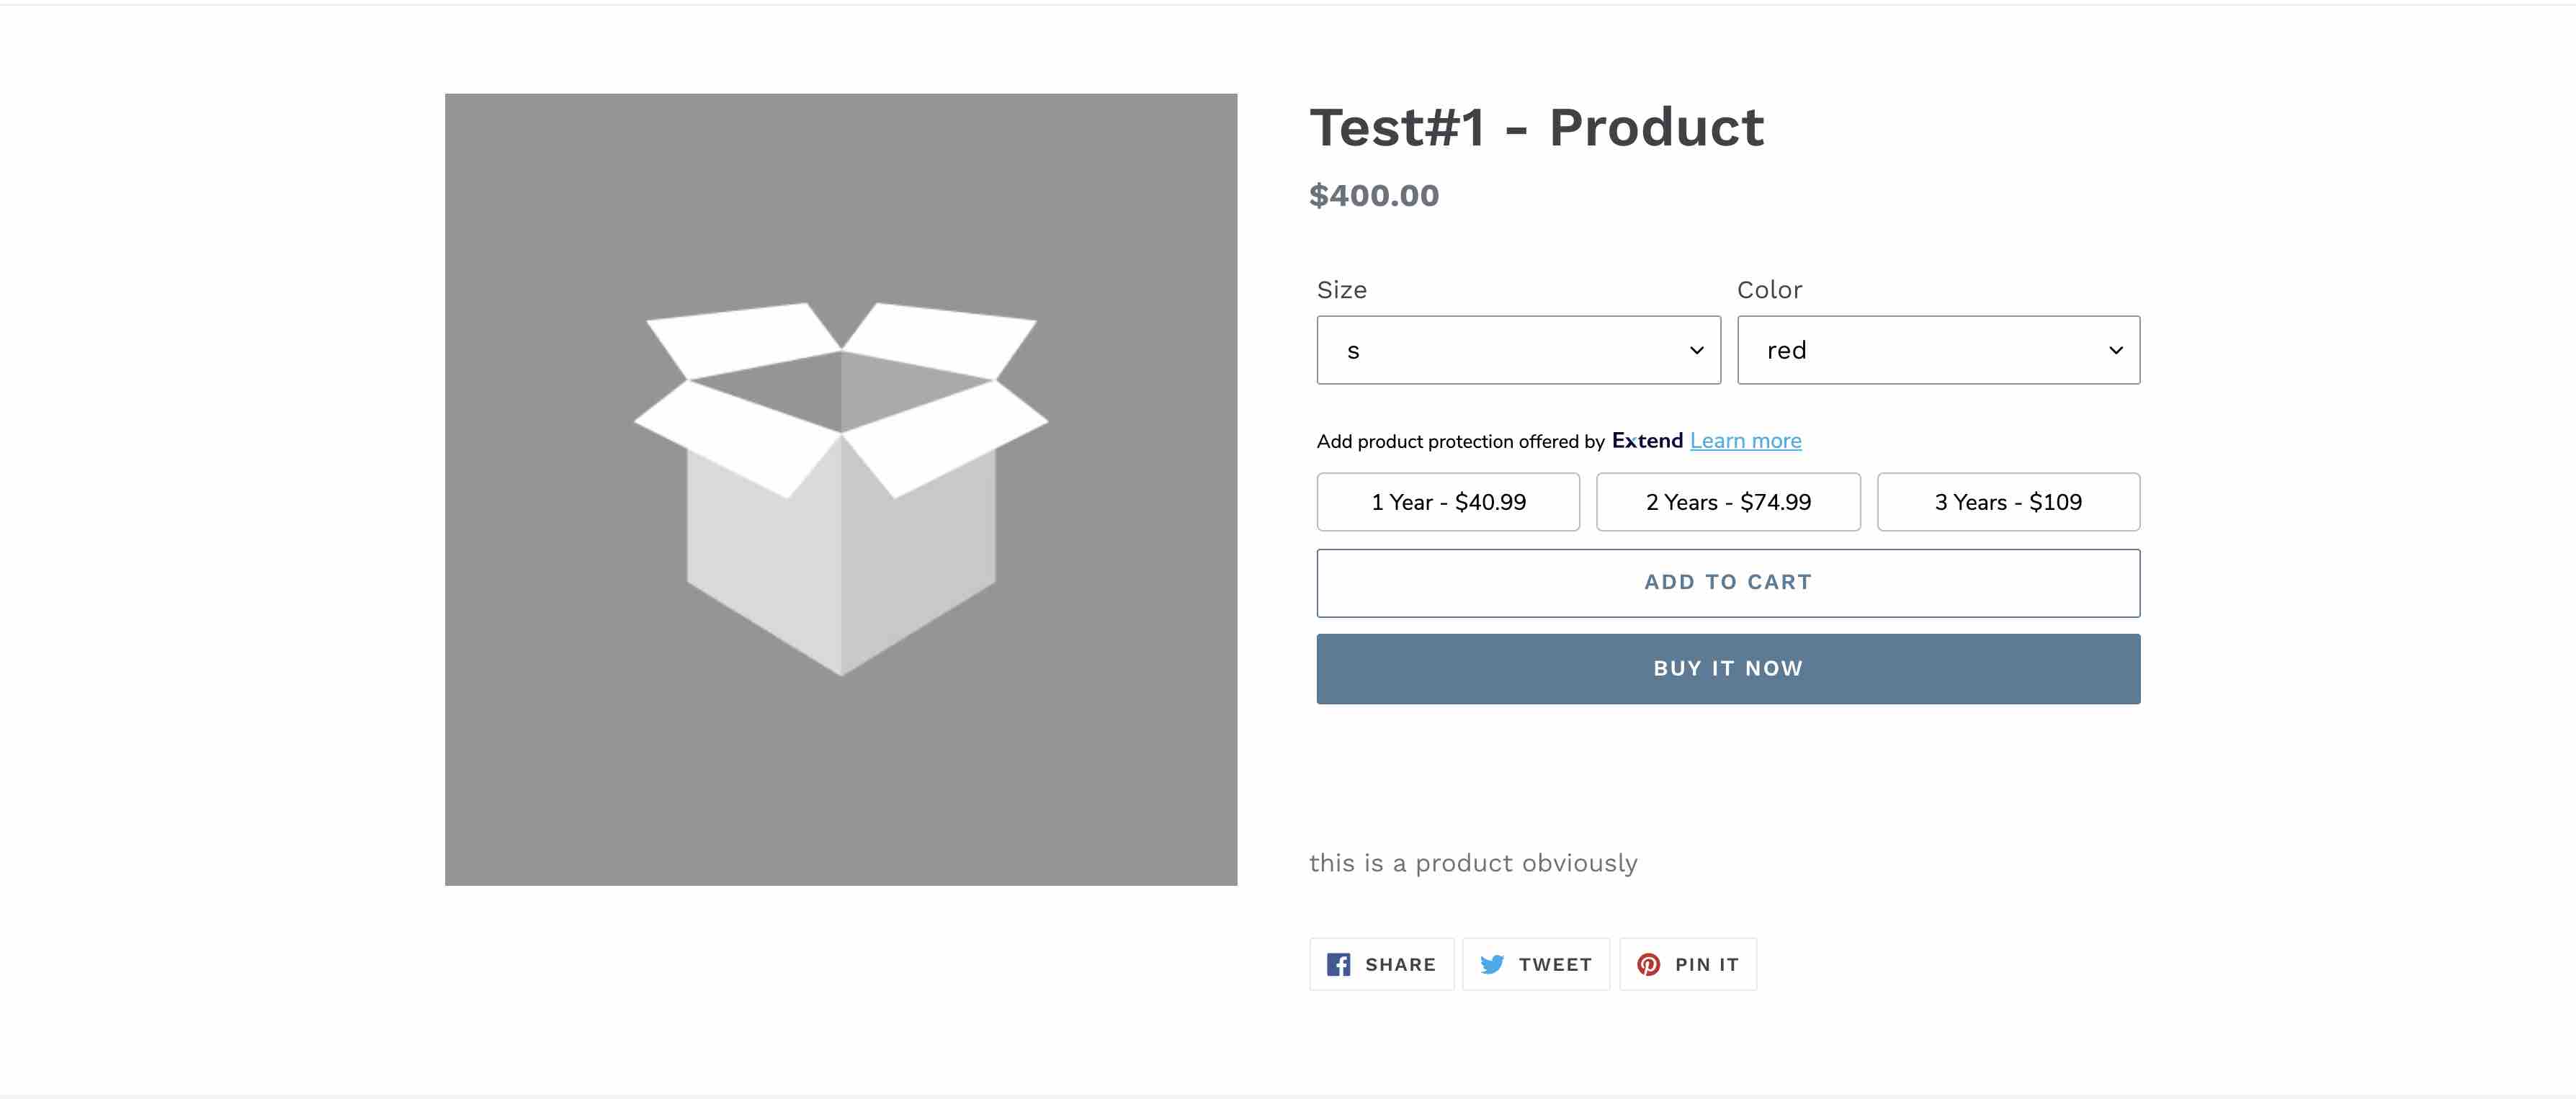 Test#1 - Product
$400.00
Size Color
s red
Add product protection offered by Extend Learn more
1 Year - $40.99 2 Years - $74.99 3 Years - $109
ADD TO CART
BUY IT NOW
this is a product obviously
SHARE TWEET PIN IT